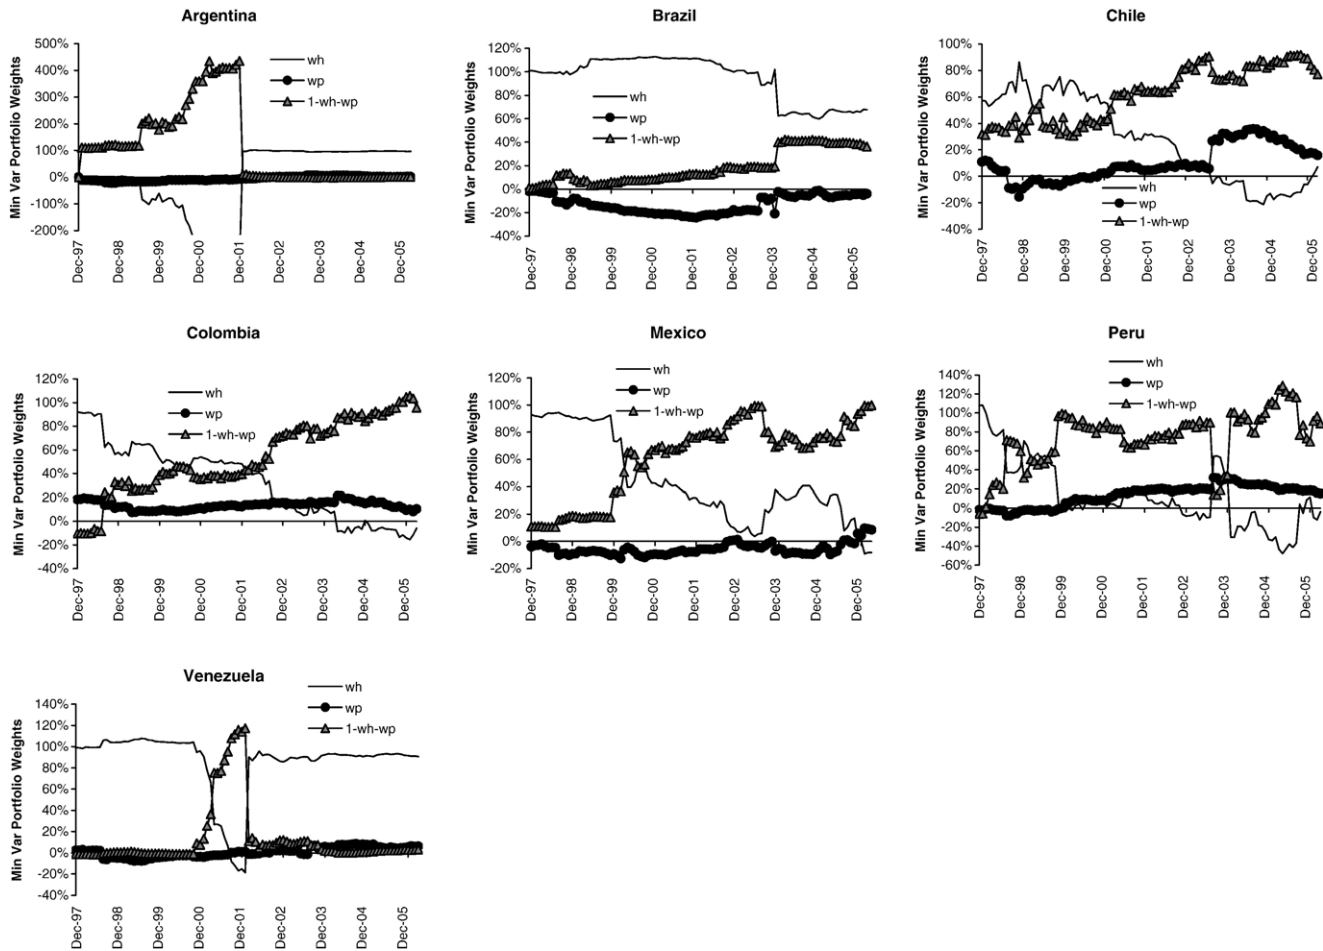 Argentina
Min Var Portfolio Weights
500%
400%
300%
200%
100%
0%
-100%
-200%
wh
wp
1-wh-wp
Dec-97
Dec-98
Dec-99
Dec-00
Dec-01
Dec-02
Dec-03
Dec-04
Dec-05
Brazil
Min Var Portfolio Weights
120%
100%
80%
60%
40%
20%
0%
-20%
-40%
wh
wp
1-wh-wp
Dec-97
Dec-98
Dec-99
Dec-00
Dec-01
Dec-02
Dec-03
Dec-04
Dec-05
Chile
Min Var Portfolio Weights
100%
80%
60%
40%
20%
0%
-20%
-40%
wh
wp
1-wh-wp
Dec-97
Dec-98
Dec-99
Dec-00
Dec-01
Dec-02
Dec-03
Dec-04
Dec-05
Colombia
Min Var Portfolio Weights
120%
100%
80%
60%
40%
20%
0%
-20%
-40%
wh
wp
1-wh-wp
Dec-97
Dec-98
Dec-99
Dec-00
Dec-01
Dec-02
Dec-03
Dec-04
Dec-05
Mexico
Min Var Portfolio Weights
120%
100%
80%
60%
40%
20%
0%
-20%
wh
wp
1-wh-wp
Dec-97
Dec-98
Dec-99
Dec-00
Dec-01
Dec-02
Dec-03
Dec-04
Dec-05
Peru
Min Var Portfolio Weights
140%
120%
100%
80%
60%
40%
20%
0%
-20%
-40%
-60%
wh
wp
1-wh-wp
Dec-97
Dec-98
Dec-99
Dec-00
Dec-01
Dec-02
Dec-03
Dec-04
Dec-05
Venezuela
Min Var Portfolio Weights
140%
120%
100%
80%
60%
40%
20%
0%
-20%
-40%
wh
wp
1-wh-wp
Dec-97
Dec-98
Dec-99
Dec-00
Dec-01
Dec-02
Dec-03
Dec-04
Dec-05